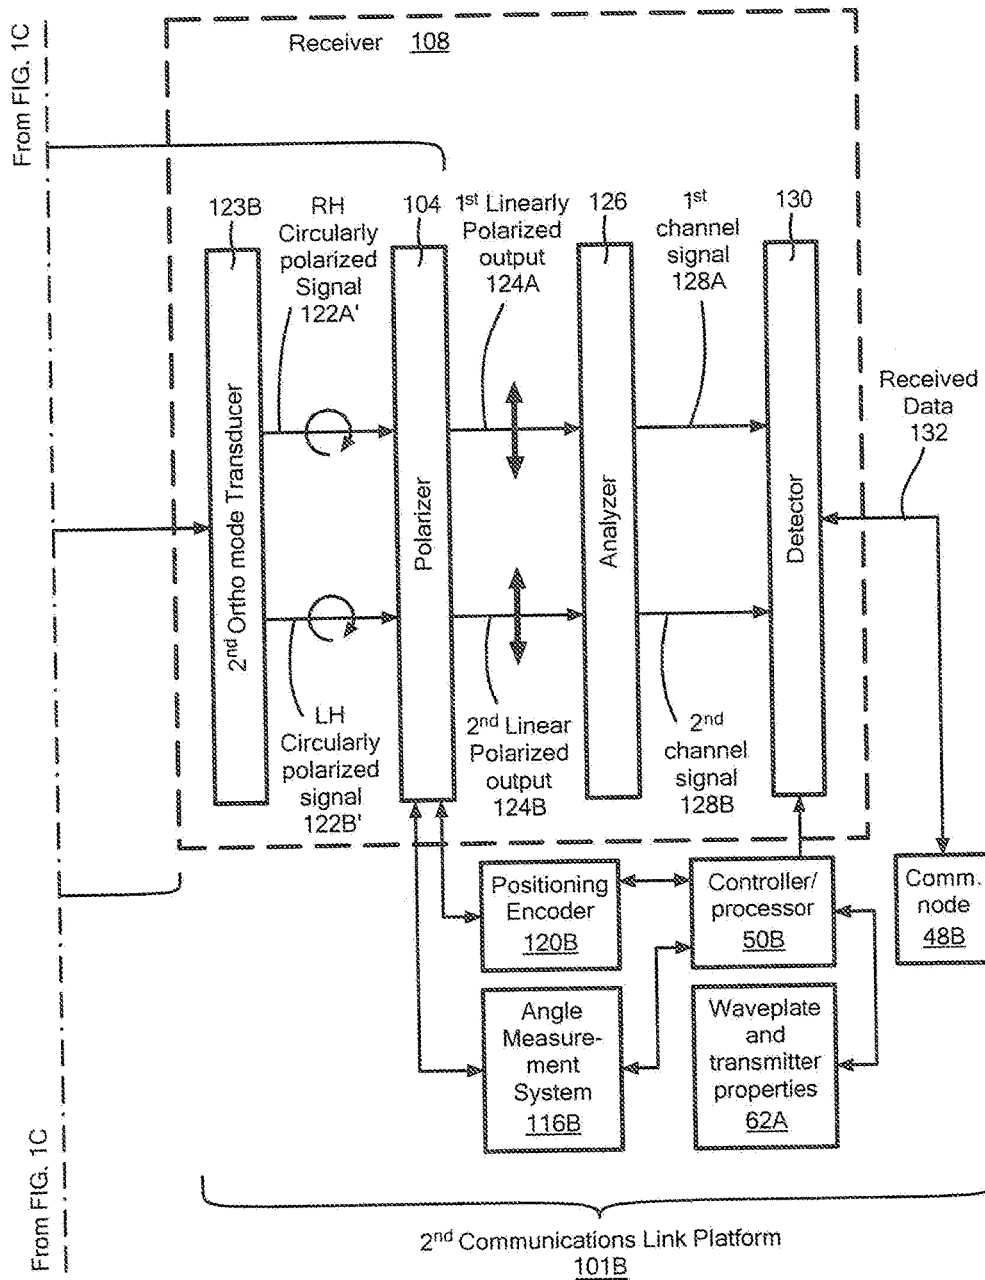 From FIG. 1C
Receiver 108
123B
RH
Circularly
polarized
Signal
122A'
104
1st Linearly
Polarized
output
124A
126
1st
channel
signal
128A
130
Received
Data
132
2nd Ortho mode Transducer
Polarizer
Analyzer
Detector
LH
Circularly
polarized
signal
122B'
2nd Linear
Polarized
output
124B
2nd
channel
signal
128B
Positioning
Encoder
120B
Controller/
processor
50B
Comm.
node
48B
Angle
Measure-
ment
System
116B
Waveplate and
transmitter
properties
62A
From FIG. 1C
2nd Communications Link Platform
101B